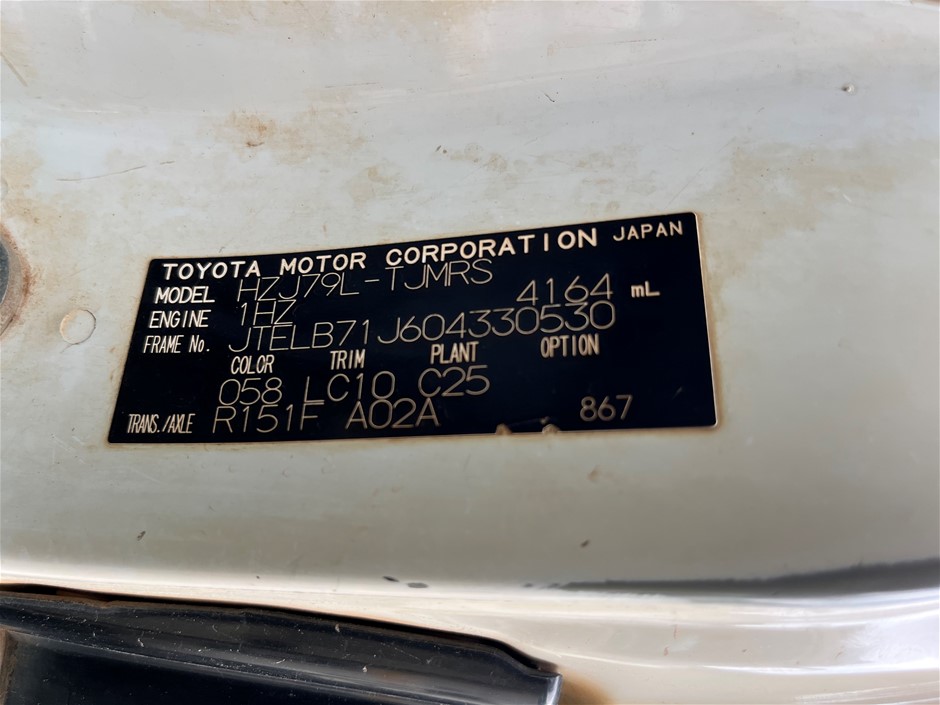 TOYOTA MOTOR CORPORATION JAPAN
MODEL HZJ79L-TJMRS
ENGINE 1HZ 4164 mL
FRAME No. JTELB71J604330530
COLOR TRIM PLANT OPTION
058 LC10 C25
TRANS./AXLE R151F A02A 867